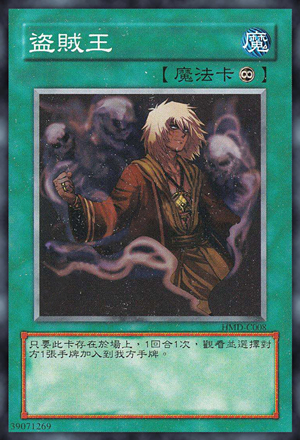 盜賊王
魔
【魔法卡♾】
HMD-C008
只要此卡存在於場上，1回合1次，觀看並選擇對
方1張手牌加入到我方手牌。
39071269